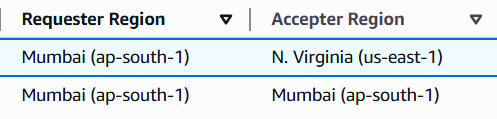 Requester Region Accepter Region
Mumbai (ap-south-1) N. Virginia (us-east-1)
Mumbai (ap-south-1) Mumbai (ap-south-1)